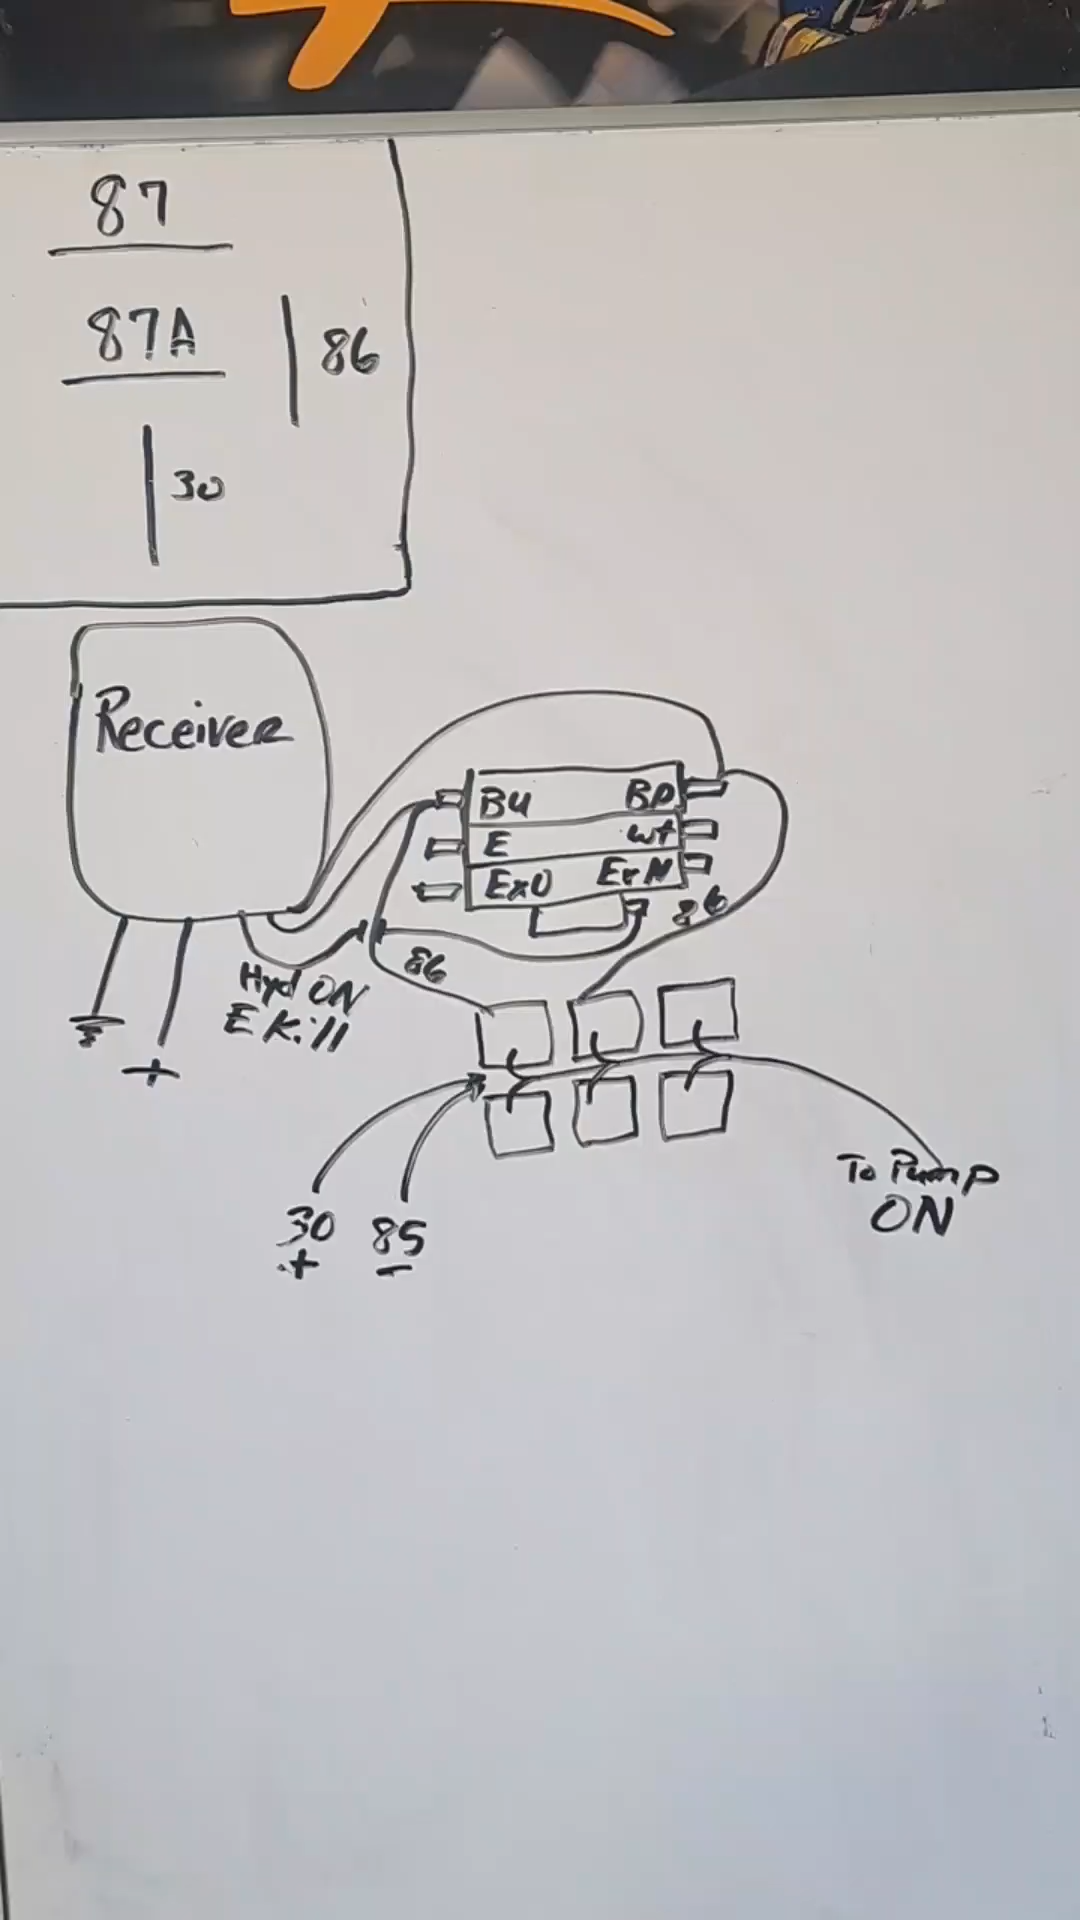 87
87A
86
30
Receiver
BU BP
E wt
ExO ExM
86
86
Hyd ON
E Kill
30 85
+ −
To Pump
ON